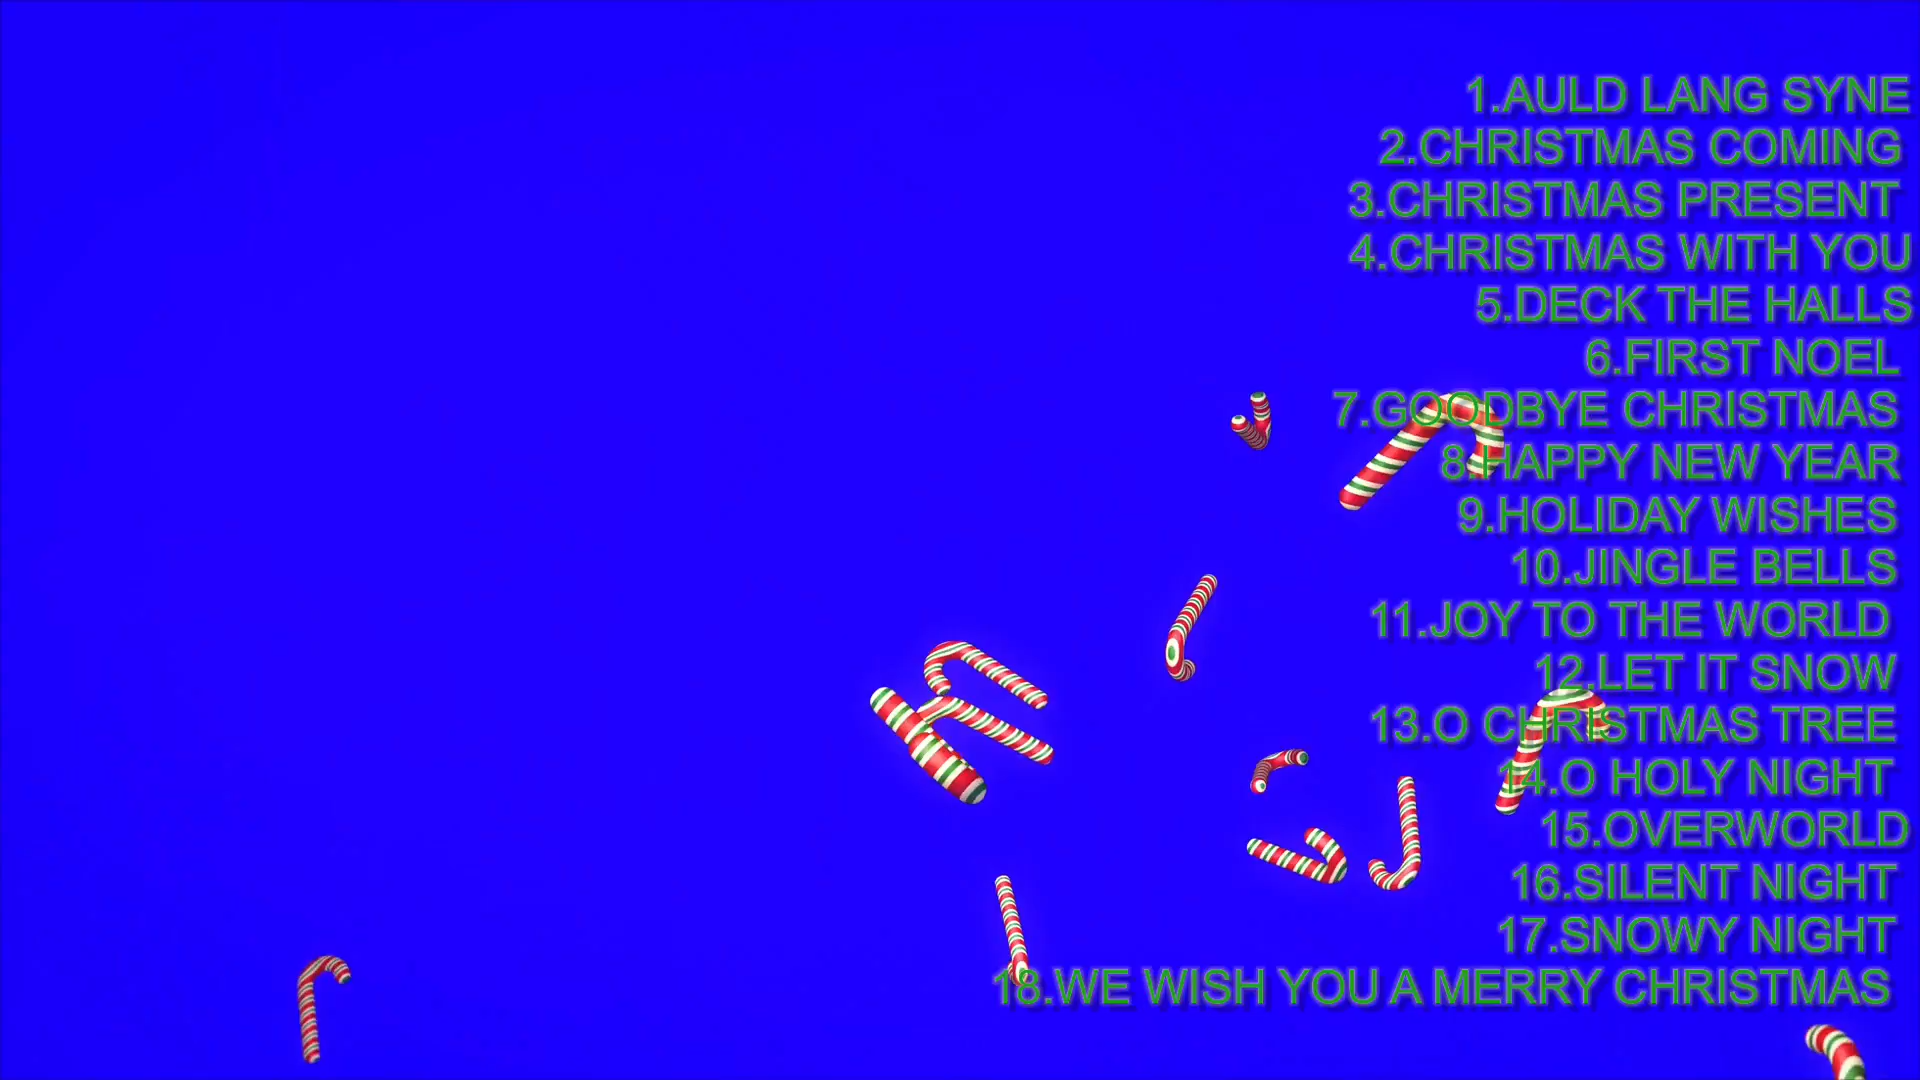 1.AULD LANG SYNE
2.CHRISTMAS COMING
3.CHRISTMAS PRESENT
4.CHRISTMAS WITH YOU
5.DECK THE HALLS
6.FIRST NOEL
7.GOODBYE CHRISTMAS
8.HAPPY NEW YEAR
9.HOLIDAY WISHES
10.JINGLE BELLS
11.JOY TO THE WORLD
12.LET IT SNOW
13.O CHRISTMAS TREE
14.O HOLY NIGHT
15.OVERWORLD
16.SILENT NIGHT
17.SNOWY NIGHT
18.WE WISH YOU A MERRY CHRISTMAS